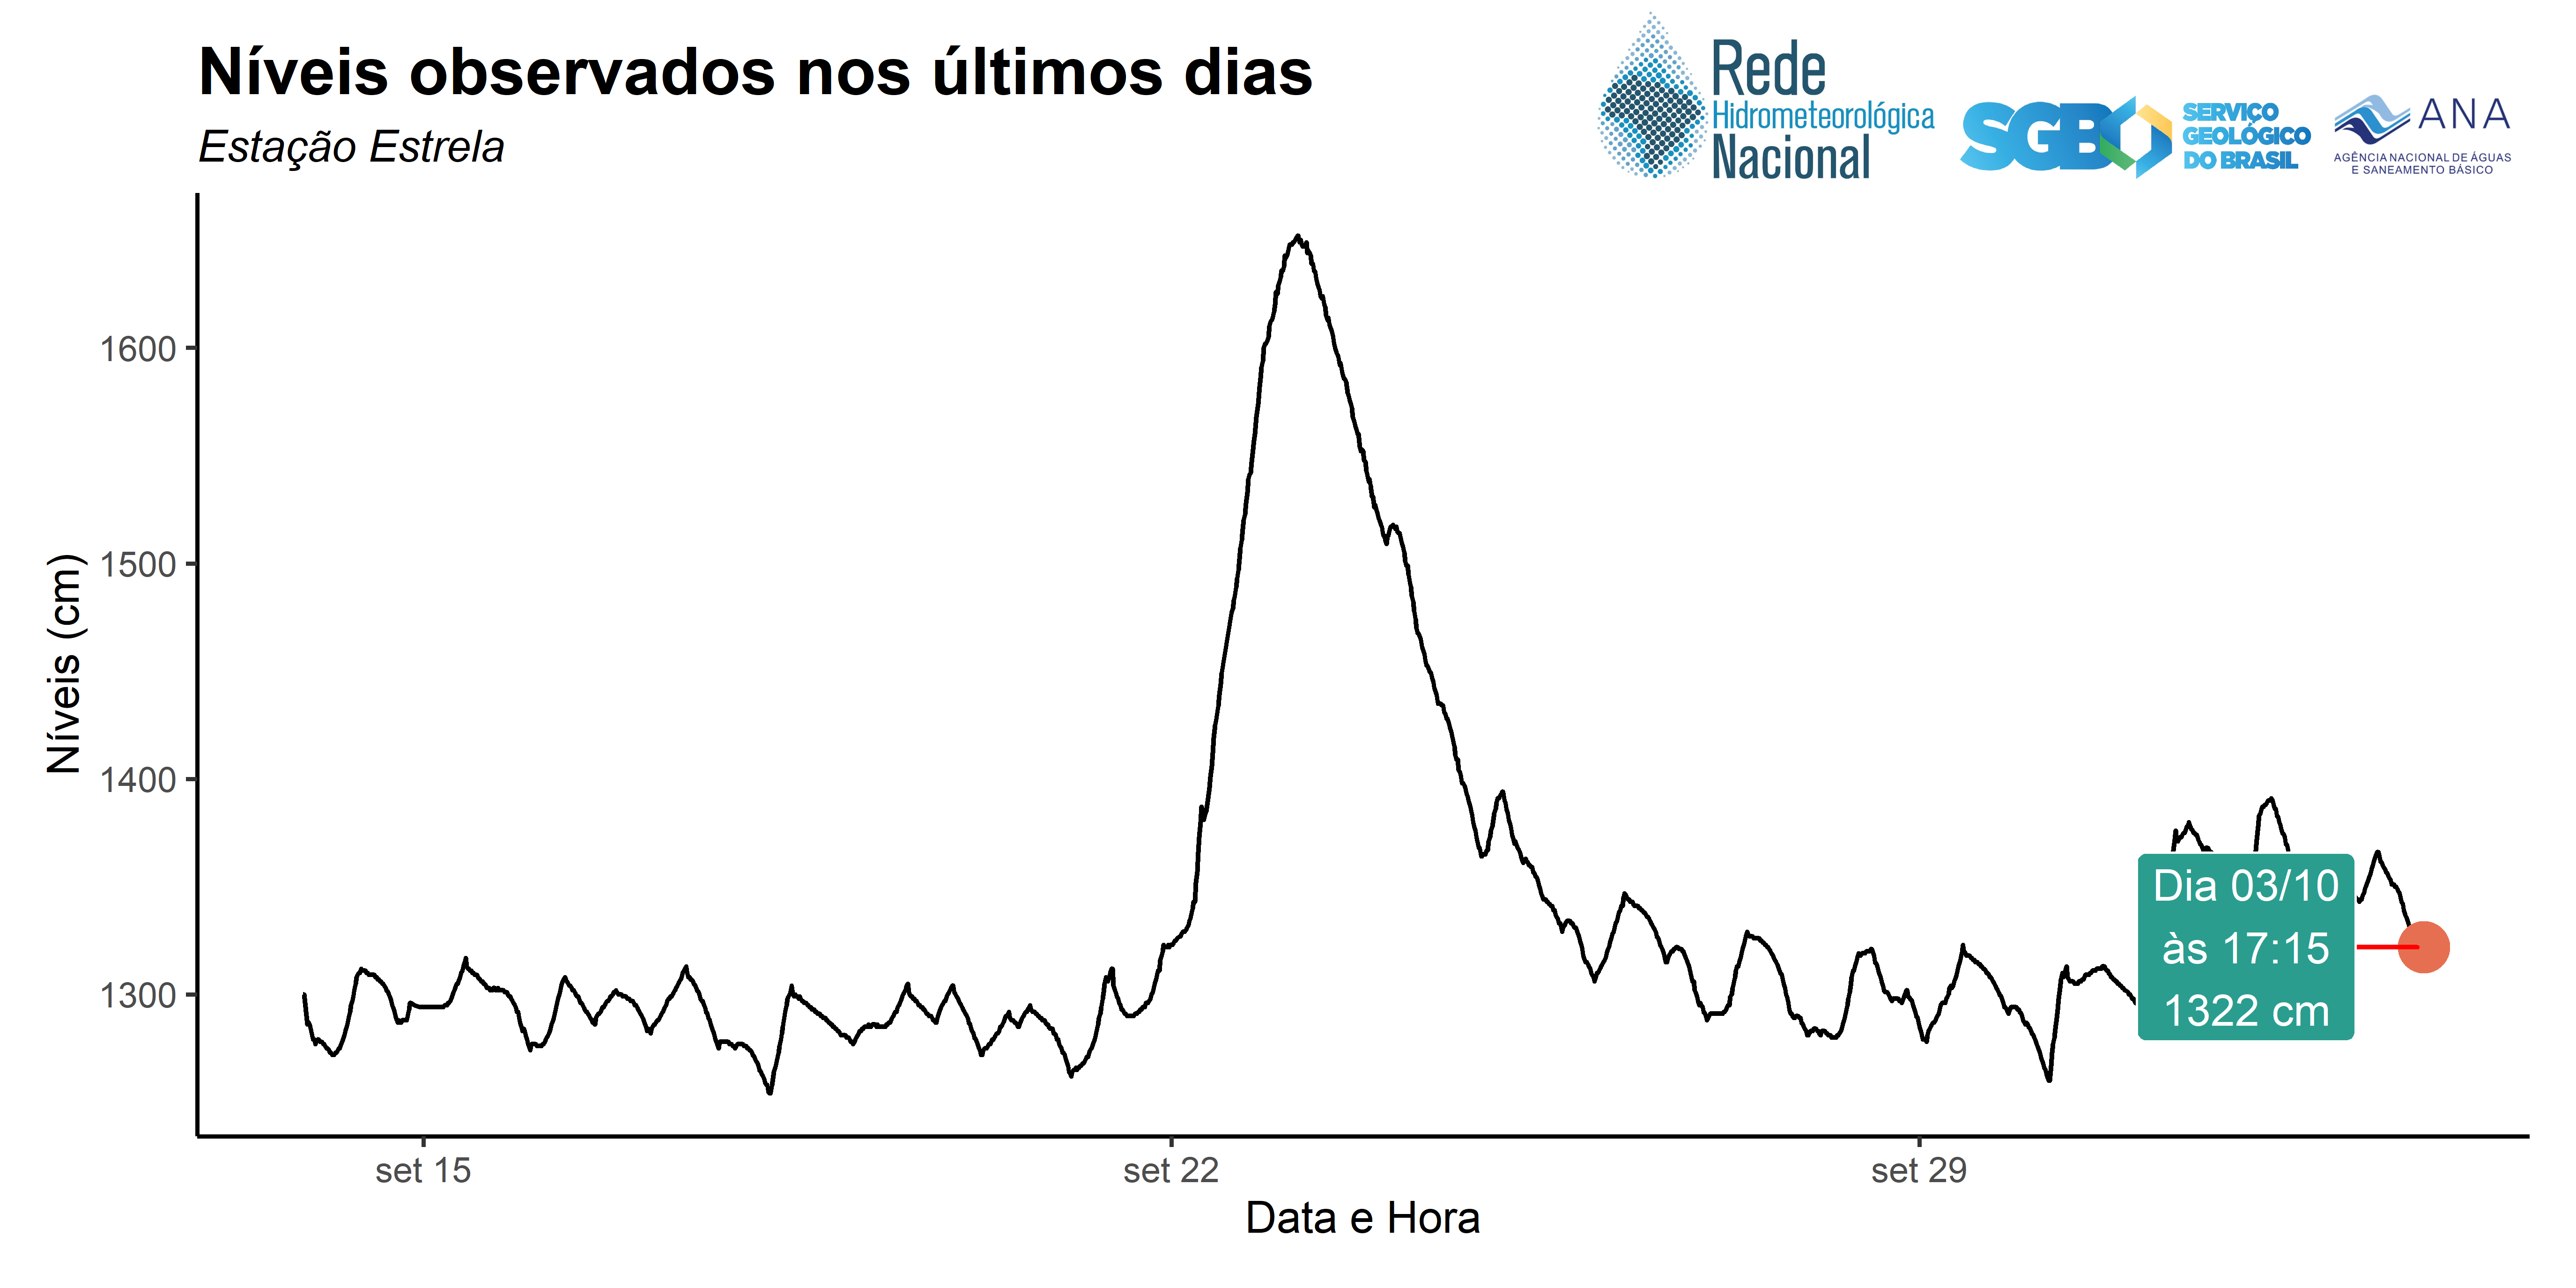 Níveis observados nos últimos dias
Estação Estrela
Rede
Hidrometeorológica
Nacional
SGB
SERVIÇO
GEOLÓGICO
DO BRASIL
ANA
AGÊNCIA NACIONAL DE ÁGUAS
E SANEAMENTO BÁSICO
Níveis (cm)
1600
1500
1400
1300
Dia 03/10
às 17:15
1322 cm
set 15
set 22
set 29
Data e Hora